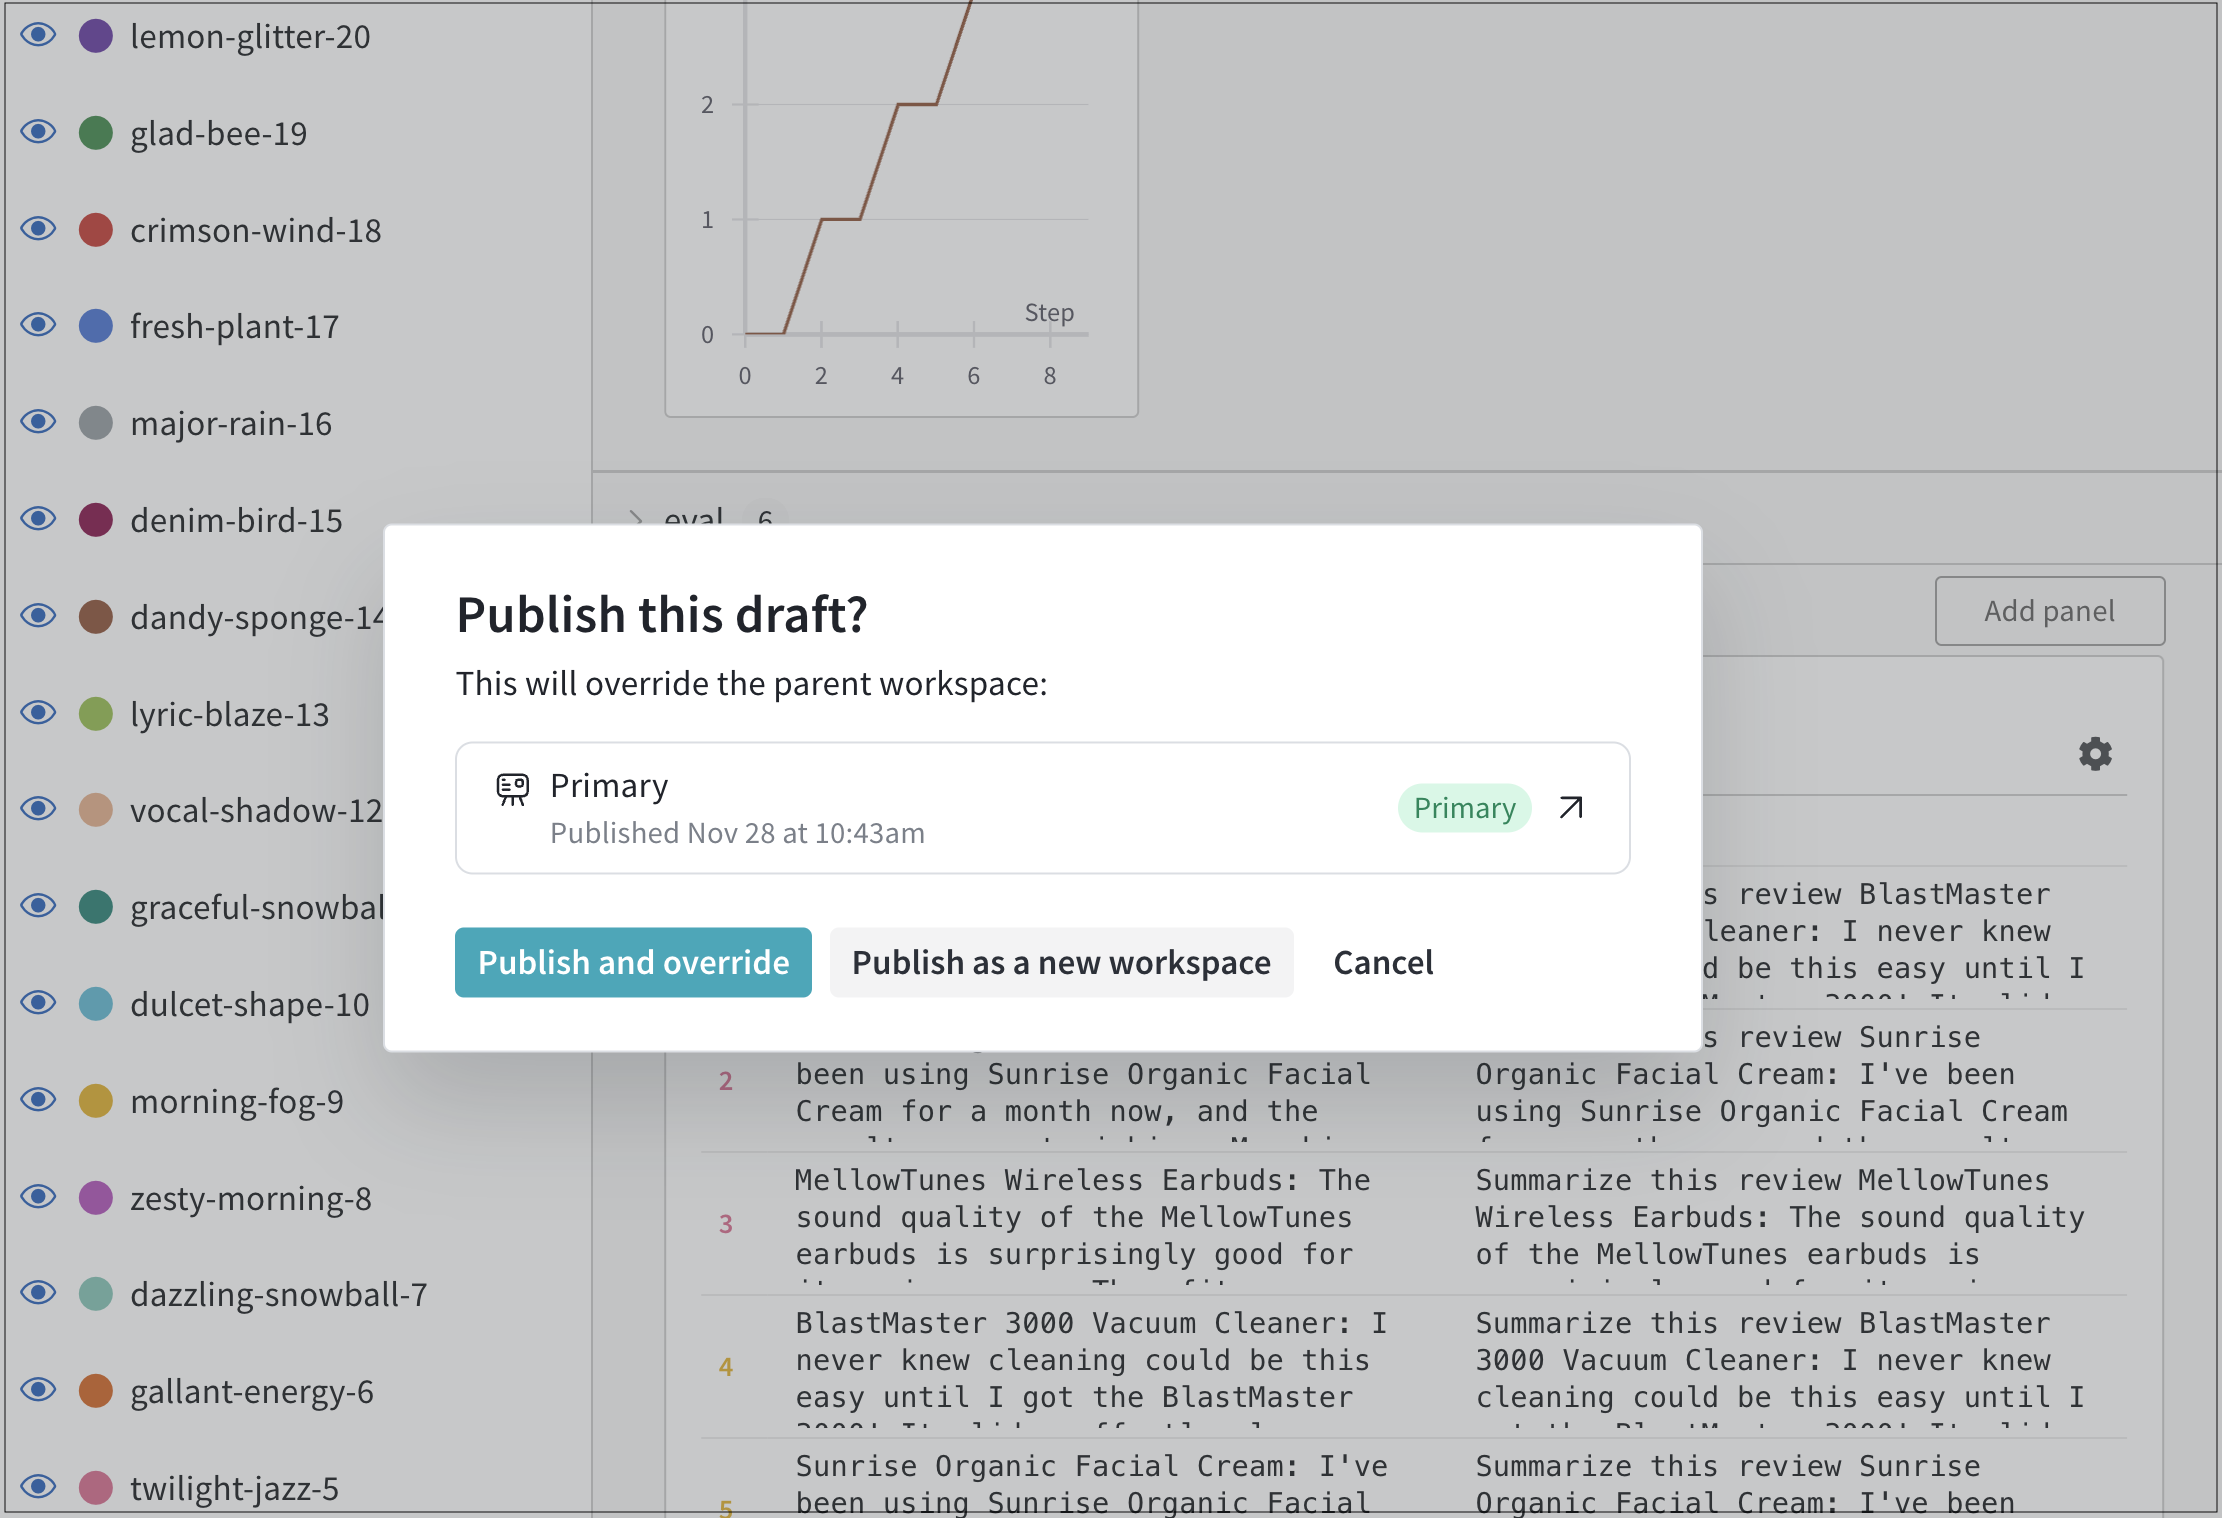 lemon-glitter-20
glad-bee-19
crimson-wind-18
fresh-plant-17
major-rain-16
denim-bird-15
dandy-sponge-14
lyric-blaze-13
vocal-shadow-12
graceful-snowbal
dulcet-shape-10
morning-fog-9
zesty-morning-8
dazzling-snowball-7
gallant-energy-6
twilight-jazz-5
2
1
0
Step
0 2 4 6 8
eval 6
Add panel
Publish this draft?
This will override the parent workspace:
Primary
Published Nov 28 at 10:43am
Primary
Publish and override
Publish as a new workspace
Cancel
s review BlastMaster
leaner: I never knew
d be this easy until I
2
been using Sunrise Organic Facial
Cream for a month now, and the
s review Sunrise
Organic Facial Cream: I've been
using Sunrise Organic Facial Cream
3
MellowTunes Wireless Earbuds: The
sound quality of the MellowTunes
earbuds is surprisingly good for
Summarize this review MellowTunes
Wireless Earbuds: The sound quality
of the MellowTunes earbuds is
4
BlastMaster 3000 Vacuum Cleaner: I
never knew cleaning could be this
easy until I got the BlastMaster
Summarize this review BlastMaster
3000 Vacuum Cleaner: I never knew
cleaning could be this easy until I
5
Sunrise Organic Facial Cream: I've
been using Sunrise Organic Facial
Summarize this review Sunrise
Organic Facial Cream: I've been